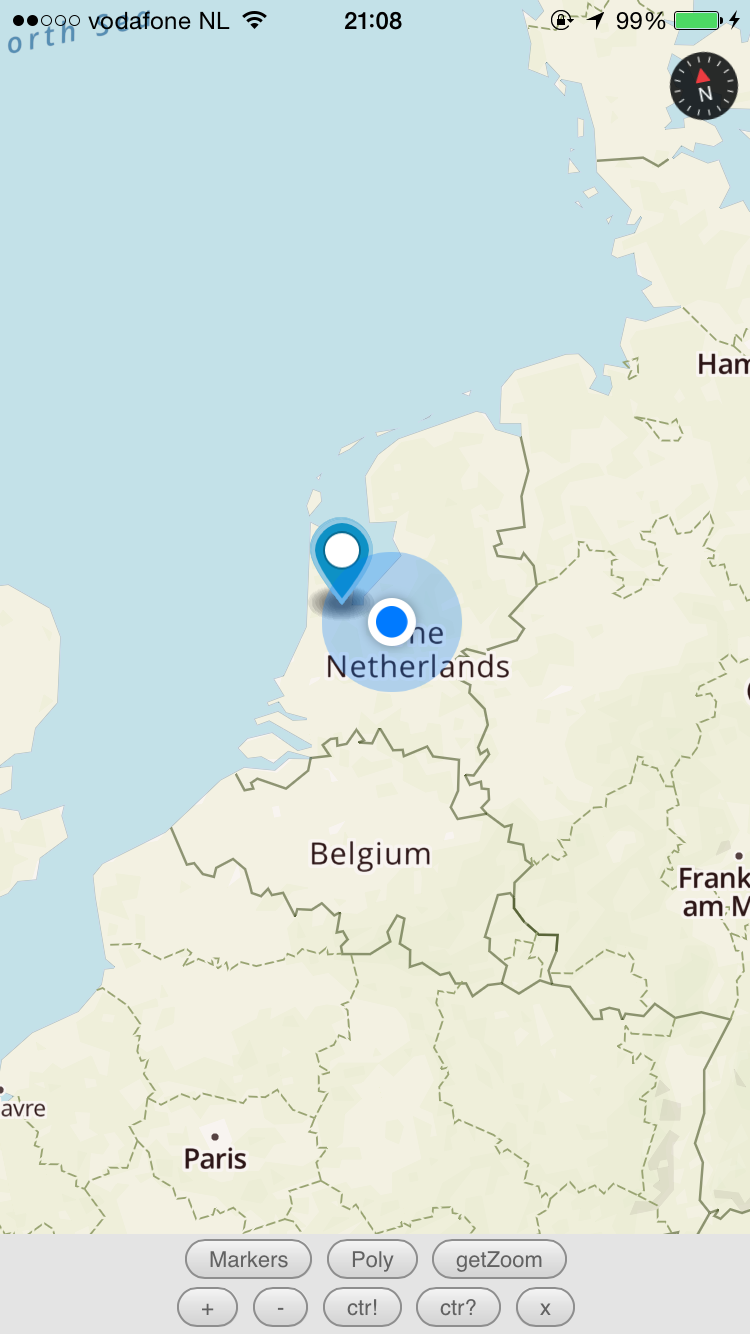 vodafone NL 21:08 99%
orth Sea
N
Ham
The
Netherlands
Belgium
Frank
am M
avre
Paris
Markers Poly getZoom
+ - ctr! ctr? x